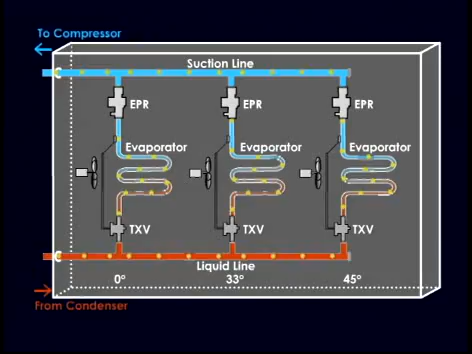 To Compressor
Suction Line
EPR EPR EPR
Evaporator Evaporator Evaporator
TXV TXV TXV
Liquid Line
0° 33° 45°
From Condenser